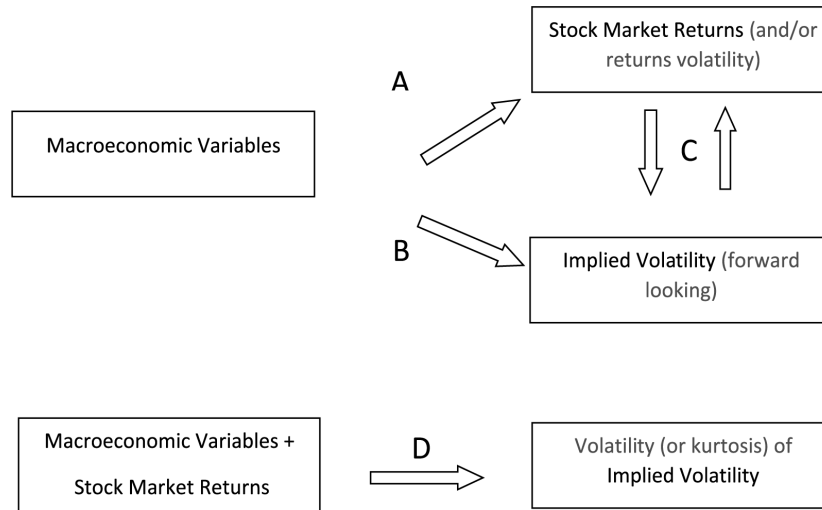 Stock Market Returns (and/or
returns volatility)
A
Macroeconomic Variables
C
B
Implied Volatility (forward
looking)
Macroeconomic Variables +
Stock Market Returns
D
Volatility (or kurtosis) of
Implied Volatility